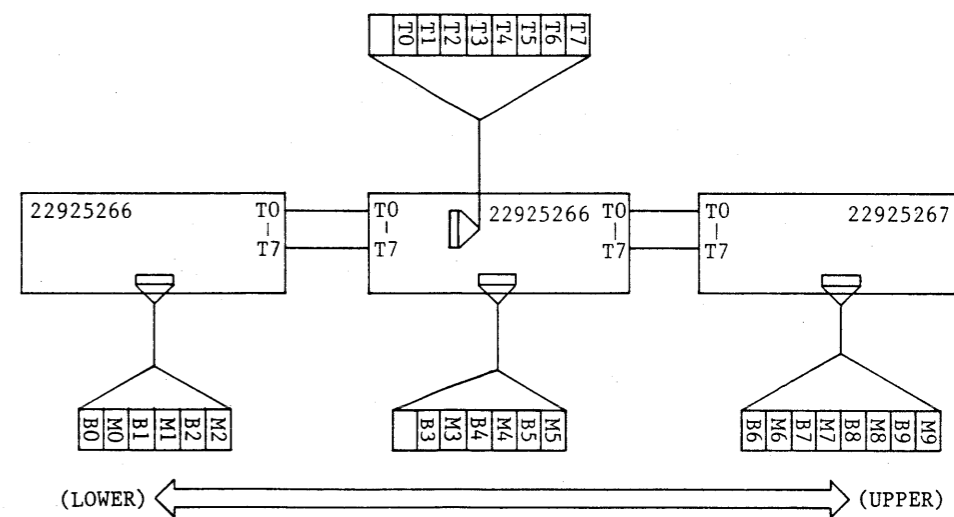 T0 T1 T2 T3 T4 T5 T6 T7
22925266
T0
|
T7
T0
|
T7
22925266
T0
|
T7
T0
|
T7
22925267
B0 M0 B1 M1 B2 M2
B3 M3 B4 M4 B5 M5
B6 M6 B7 M7 B8 M8 B9 M9
(LOWER)
(UPPER)